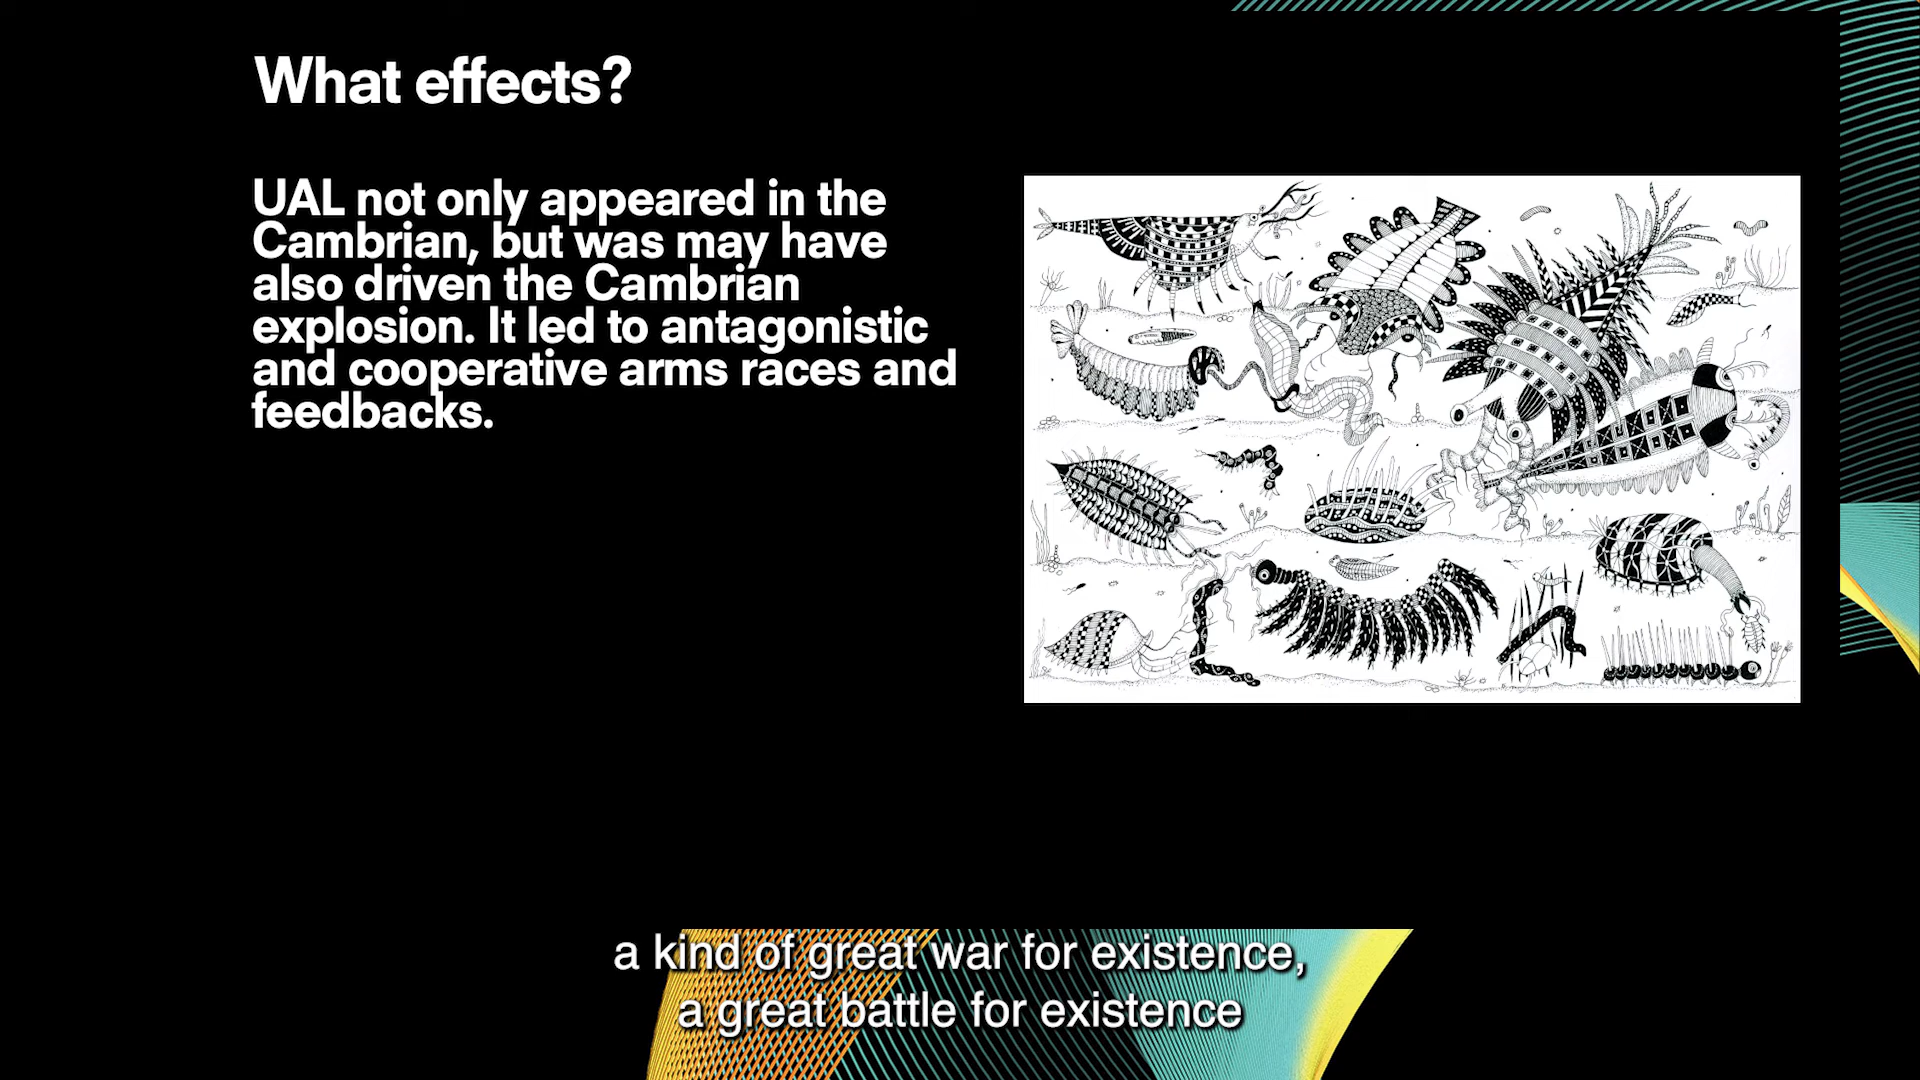 What effects?
UAL not only appeared in the
Cambrian, but was may have
also driven the Cambrian
explosion. It led to antagonistic
and cooperative arms races and
feedbacks.
a kind of great war for existence,
a great battle for existence